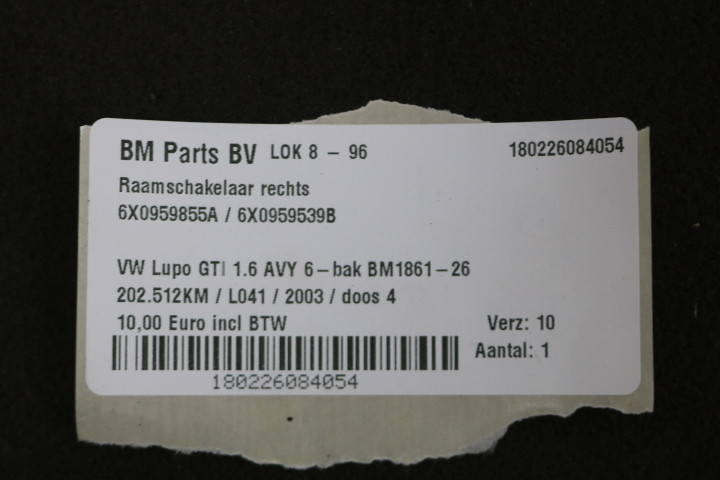 BM Parts BV LOK 8 - 96 180226084054
Raamschakelaar rechts
6X0959855A / 6X0959539B
VW Lupo GTI 1.6 AVY 6-bak BM1861-26
202.512KM / L041 / 2003 / doos 4
10,00 Euro incl BTW Verz: 10
Aantal: 1
180226084054